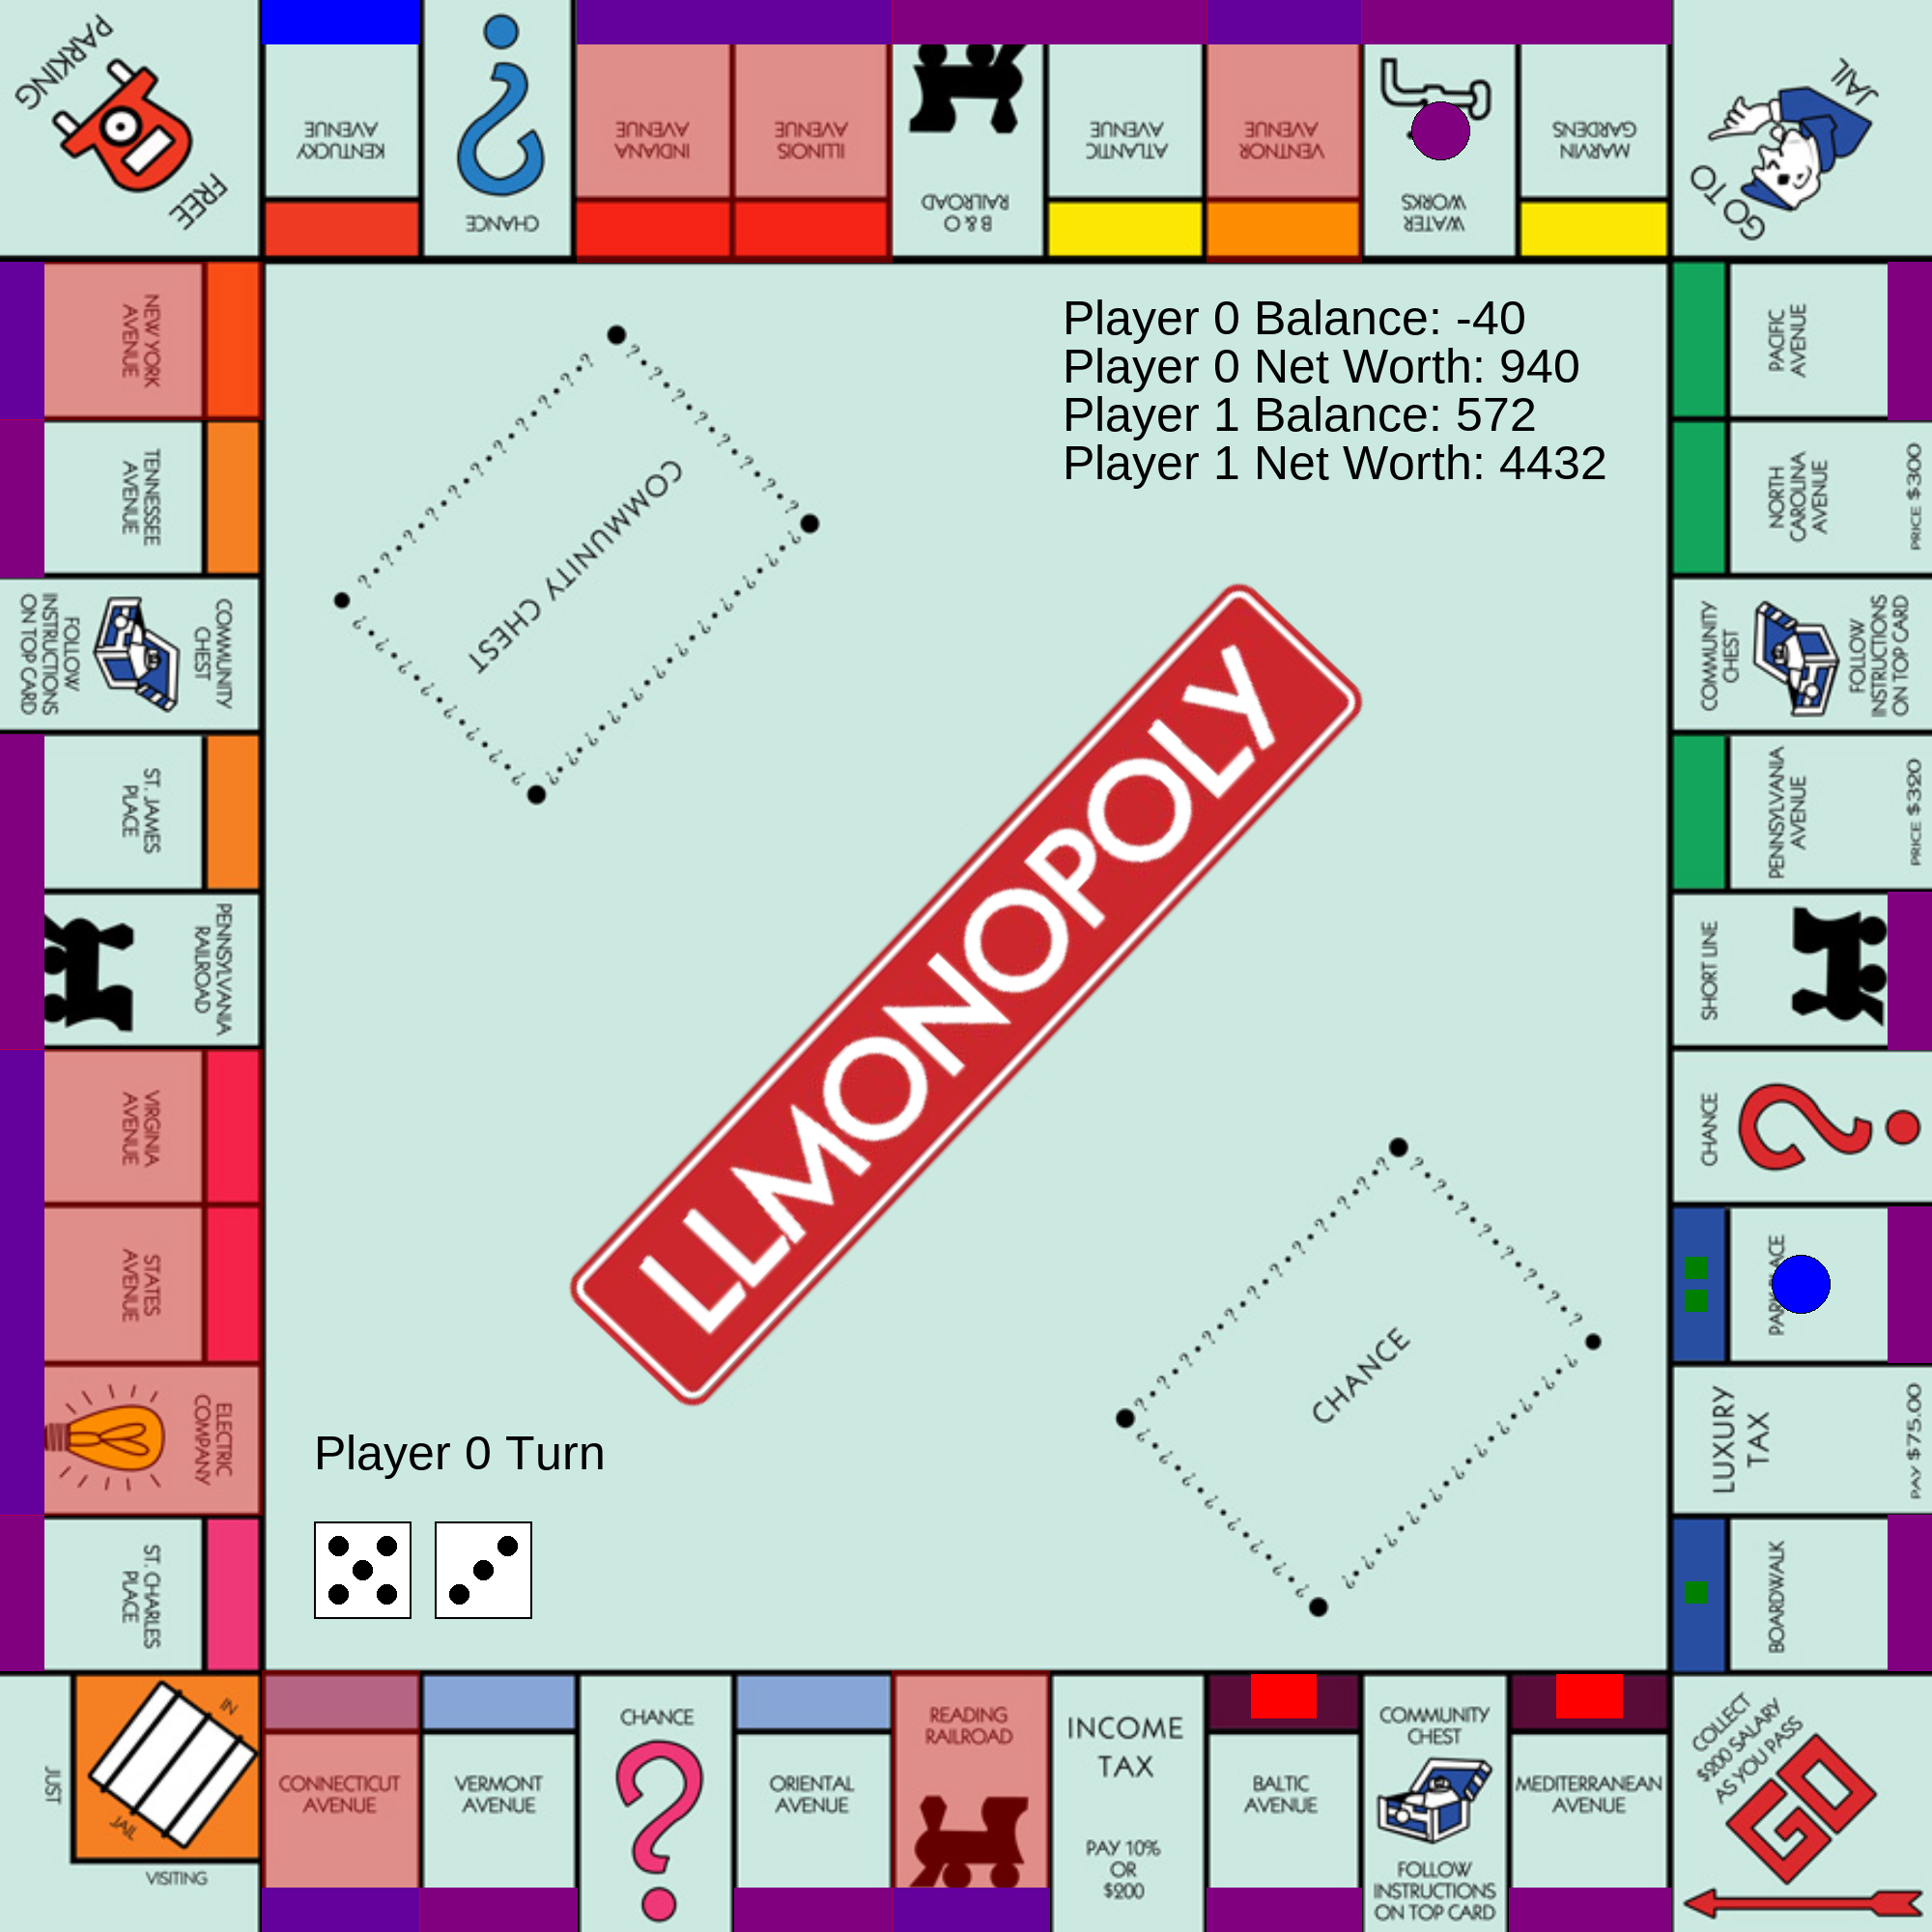 PARKING
FREE
KENTUCKY
AVENUE
CHANCE
INDIANA
AVENUE
ILLINOIS
AVENUE
B & O
RAILROAD
ATLANTIC
AVENUE
VENTNOR
AVENUE
WATER
WORKS
MARVIN
GARDENS
GO TO
JAIL
NEW YORK
AVENUE
TENNESSEE
AVENUE
COMMUNITY
CHEST
FOLLOW
INSTRUCTIONS
ON TOP CARD
ST. JAMES
PLACE
PENNSYLVANIA
RAILROAD
VIRGINIA
AVENUE
STATES
AVENUE
ELECTRIC
COMPANY
ST. CHARLES
PLACE
Player 0 Balance: -40
Player 0 Net Worth: 940
Player 1 Balance: 572
Player 1 Net Worth: 4432
COMMUNITY CHEST
LLMONOPOLY
CHANCE
Player 0 Turn
PACIFIC
AVENUE
NORTH
CAROLINA
AVENUE
PRICE $300
COMMUNITY
CHEST
FOLLOW
INSTRUCTIONS
ON TOP CARD
PENNSYLVANIA
AVENUE
PRICE $320
SHORT LINE
CHANCE
LUXURY
TAX
PAY $75.00
BOARDWALK
JUST
VISITING
IN
JAIL
CONNECTICUT
AVENUE
VERMONT
AVENUE
CHANCE
ORIENTAL
AVENUE
READING
RAILROAD
INCOME
TAX
PAY 10%
OR
$200
BALTIC
AVENUE
COMMUNITY
CHEST
FOLLOW
INSTRUCTIONS
ON TOP CARD
MEDITERRANEAN
AVENUE
COLLECT
$200 SALARY
AS YOU PASS
GO